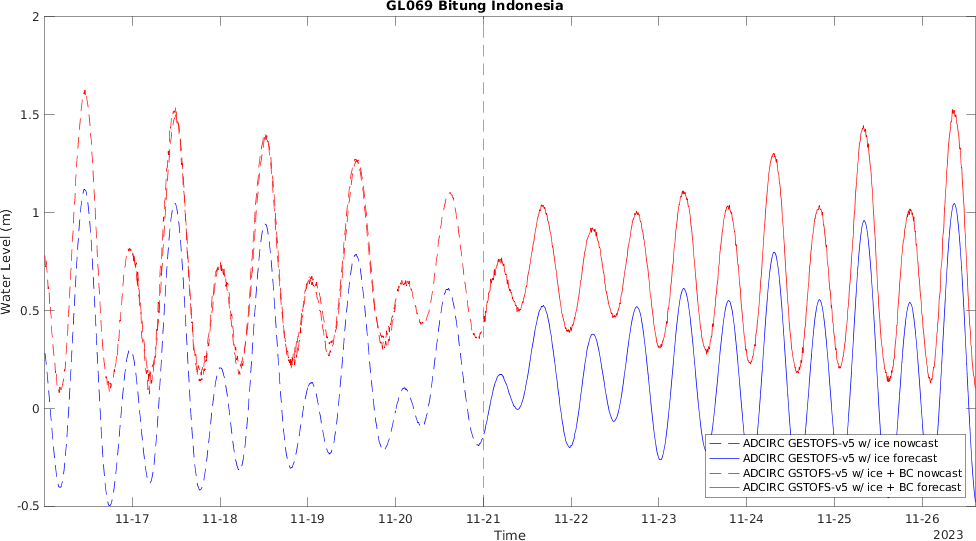 GL069 Bitung Indonesia
Water Level (m)
2
1.5
1
0.5
0
-0.5
ADCIRC GESTOFS-v5 w/ ice nowcast
ADCIRC GESTOFS-v5 w/ ice forecast
ADCIRC GSTOFS-v5 w/ ice + BC nowcast
ADCIRC GSTOFS-v5 w/ ice + BC forecast
11-17 11-18 11-19 11-20 11-21 11-22 11-23 11-24 11-25 11-26
Time
2023